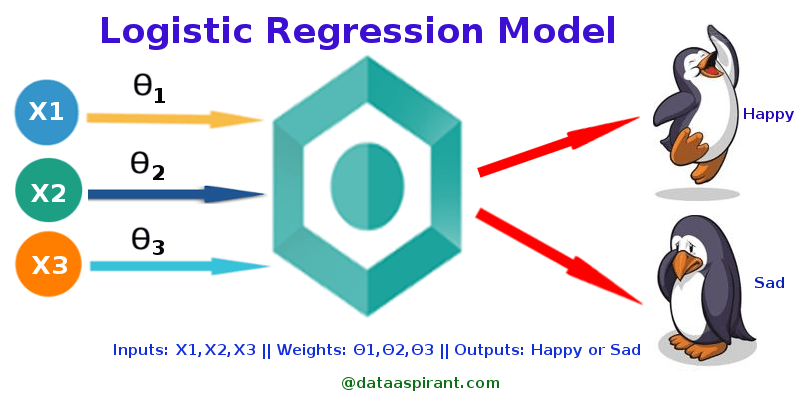 Logistic Regression Model
X1
θ1
X2
θ2
X3
θ3
Happy
Sad
Inputs: X1,X2,X3 || Weights: Θ1,Θ2,Θ3 || Outputs: Happy or Sad
@dataaspirant.com